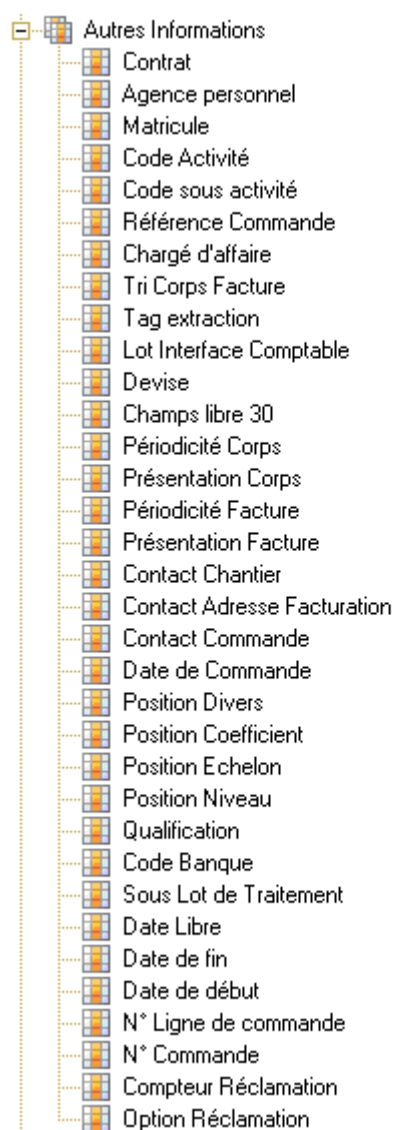 Autres Informations
Contrat
Agence personnel
Matricule
Code Activité
Code sous activité
Référence Commande
Chargé d'affaire
Tri Corps Facture
Tag extraction
Lot Interface Comptable
Devise
Champs libre 30
Périodicité Corps
Présentation Corps
Périodicité Facture
Présentation Facture
Contact Chantier
Contact Adresse Facturation
Contact Commande
Date de Commande
Position Divers
Position Coefficient
Position Echelon
Position Niveau
Qualification
Code Banque
Sous Lot de Traitement
Date Libre
Date de fin
Date de début
N° Ligne de commande
N° Commande
Compteur Réclamation
Option Réclamation